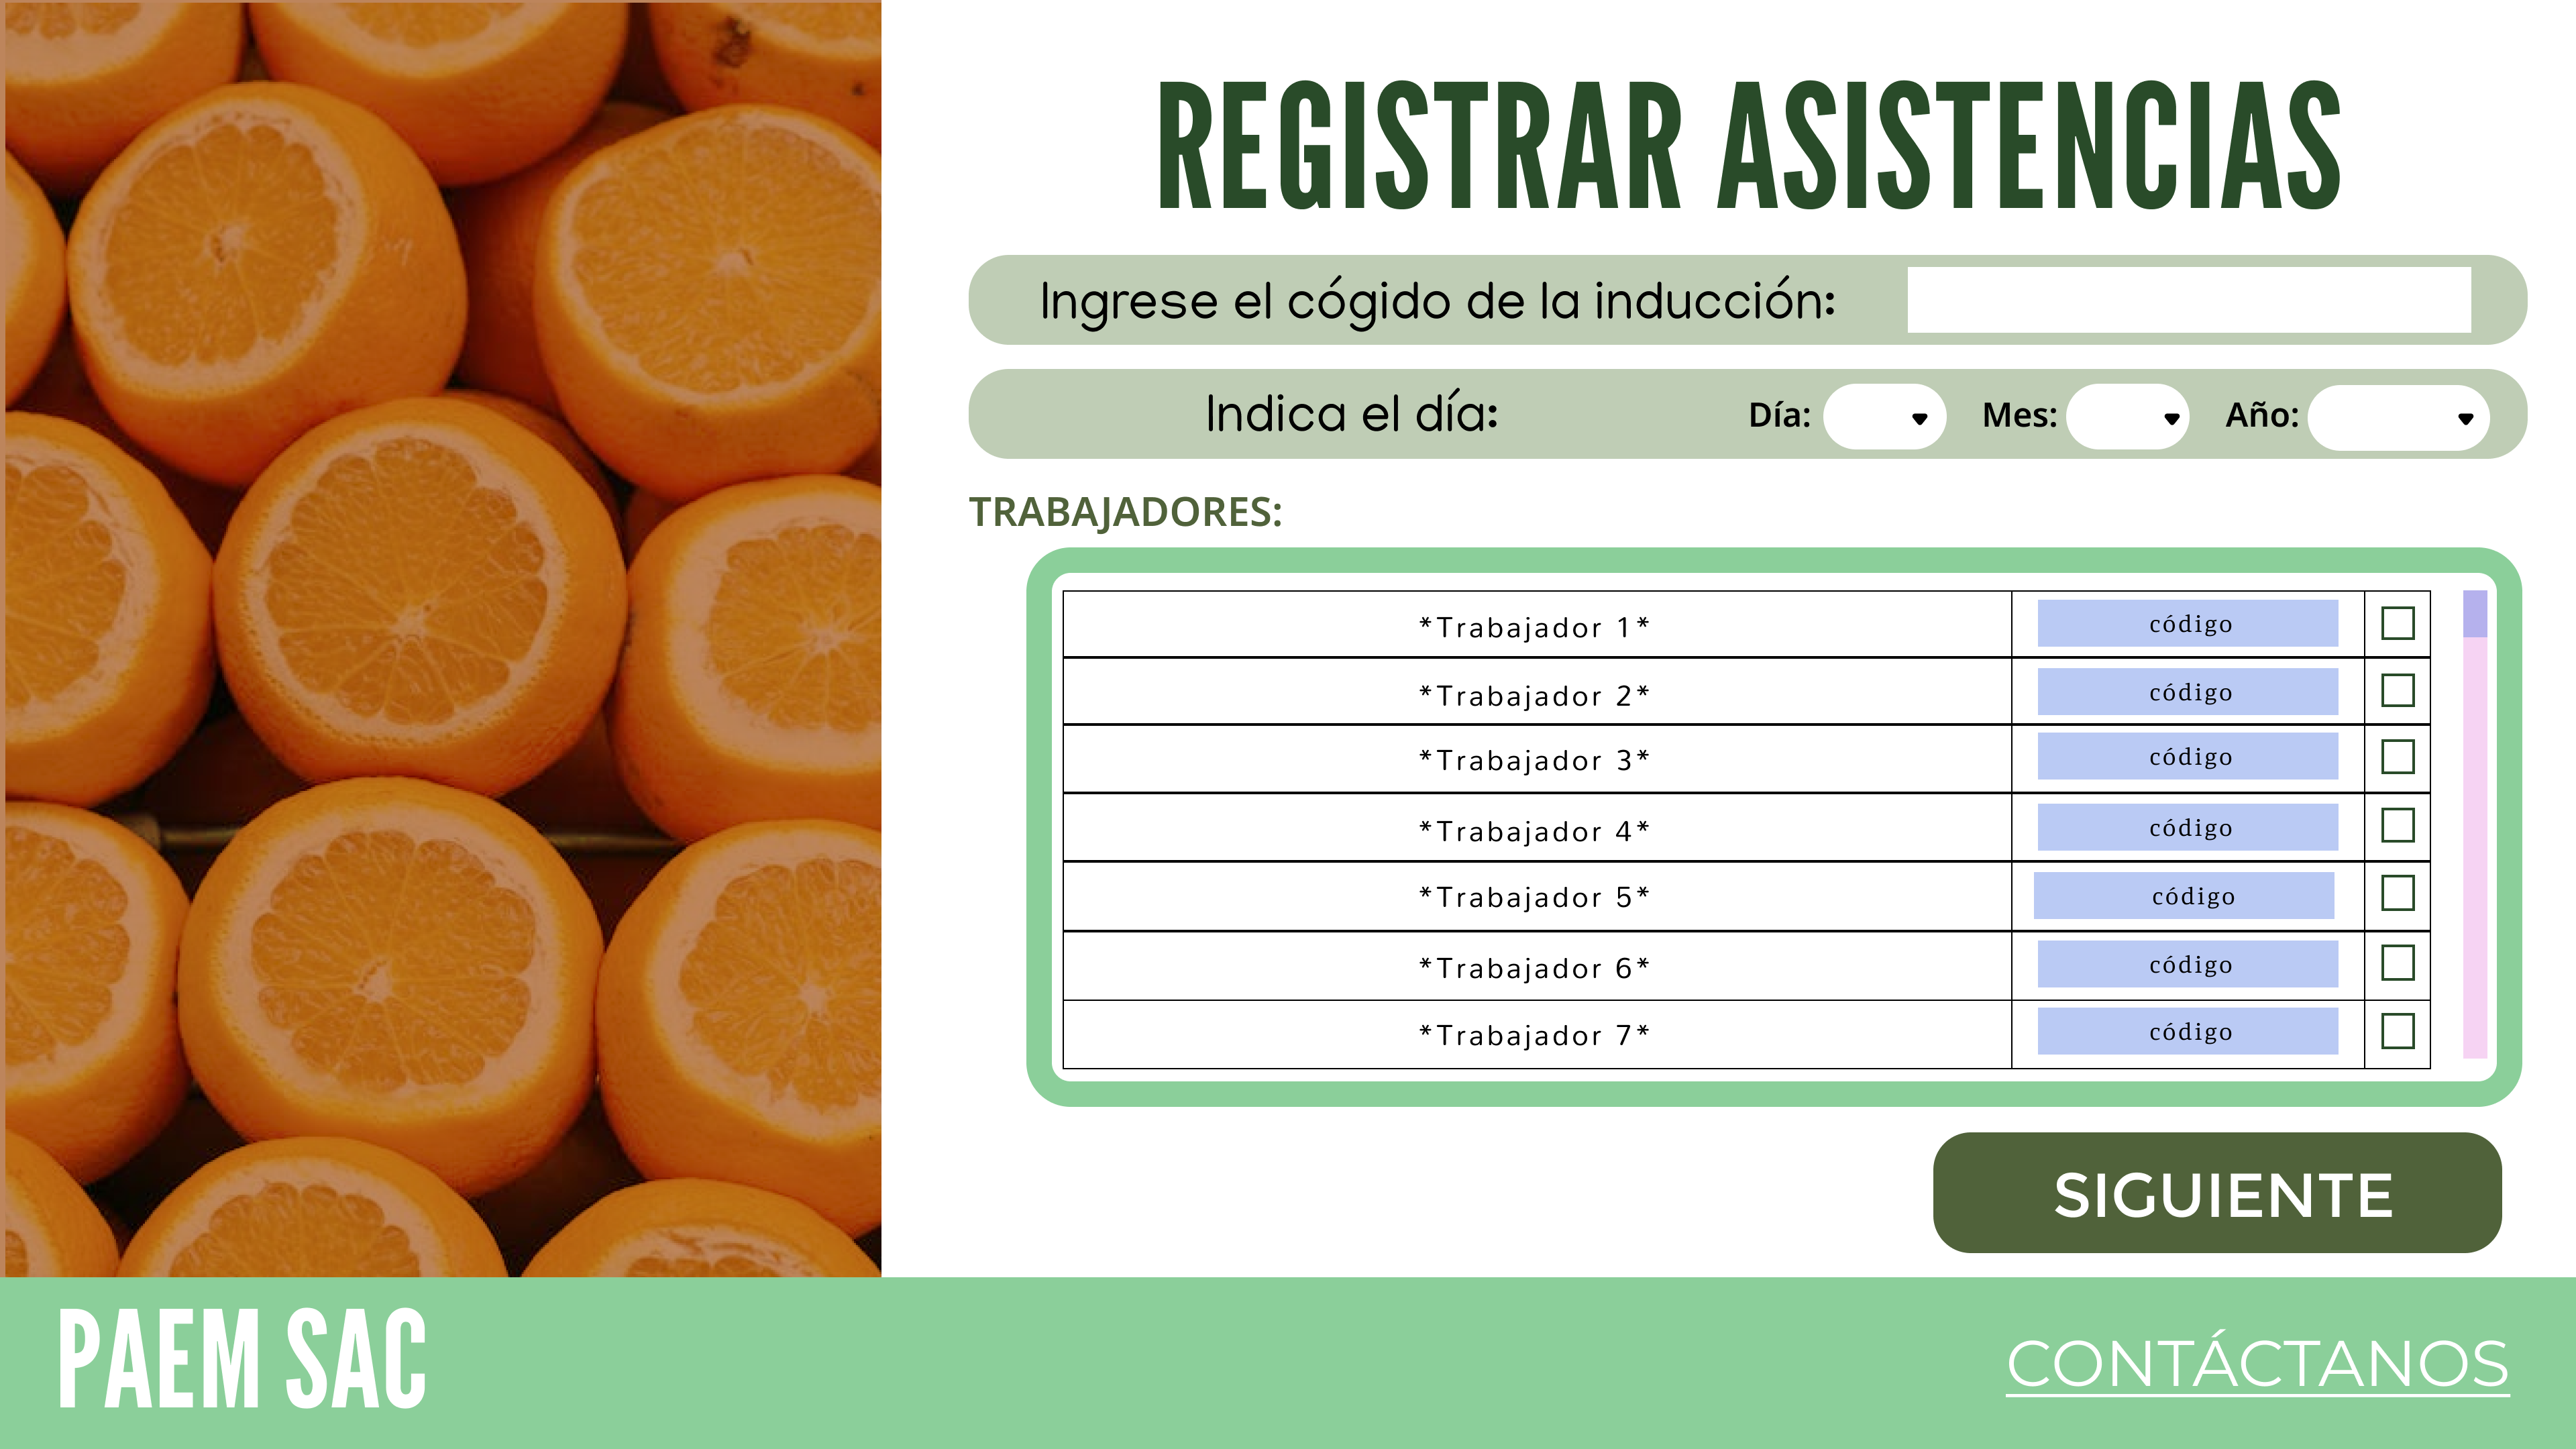 REGISTRAR ASISTENCIAS
Ingrese el cógido de la inducción:
Indica el día: Día: Mes: Año:
TRABAJADORES:
*Trabajador 1* código
*Trabajador 2* código
*Trabajador 3* código
*Trabajador 4* código
*Trabajador 5* código
*Trabajador 6* código
*Trabajador 7* código
SIGUIENTE
PAEM SAC
CONTÁCTANOS